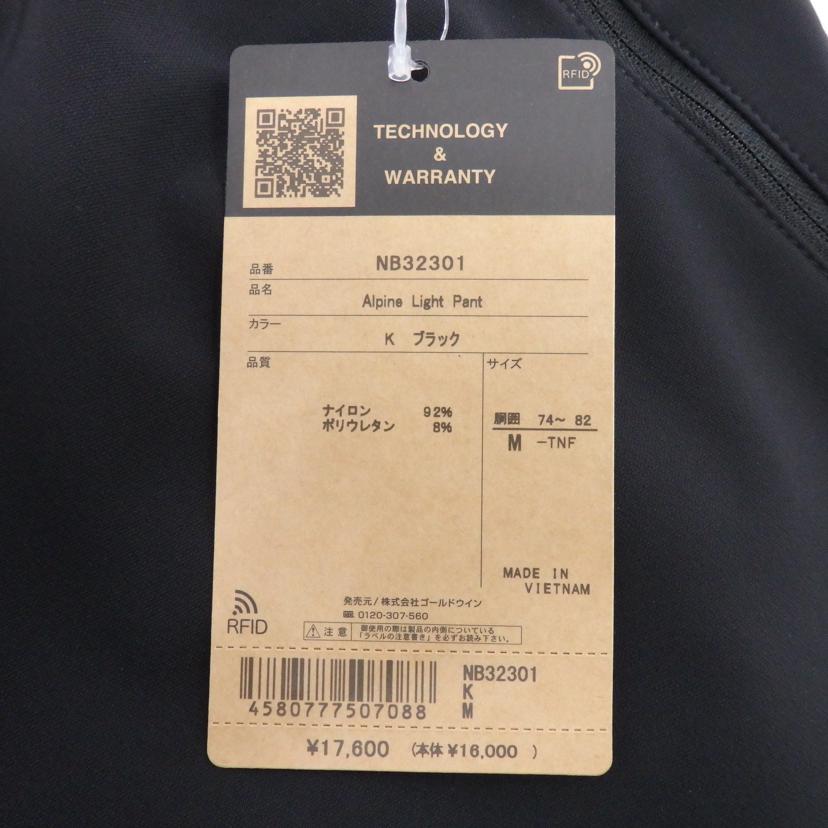 RFID
TECHNOLOGY
&
WARRANTY
品番 NB32301
品名 Alpine Light Pant
カラー K ブラック
品質
ナイロン 92%
ポリウレタン 8%
サイズ
胴囲 74～ 82
M -TNF
MADE IN
VIETNAM
RFID
発売元/株式会社ゴールドウイン
0120-307-560
注意 御使用の際は製品の内側についている
「ラベルの注意書き」を必ずお読み下さい。
4580777507088
NB32301
K
M
¥17,600 (本体¥16,000 )